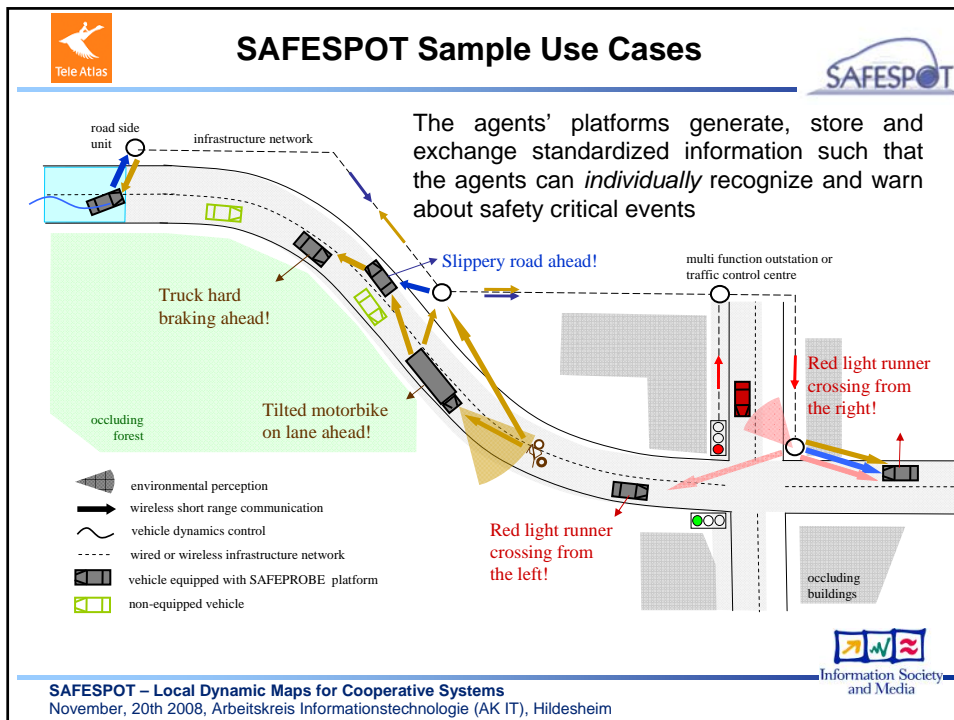 Tele Atlas
SAFESPOT Sample Use Cases
SAFESPOT
road side
unit
infrastructure network
The agents’ platforms generate, store and
exchange standardized information such that
the agents can individually recognize and warn
about safety critical events
Slippery road ahead!
multi function outstation or
traffic control centre
Truck hard
braking ahead!
Red light runner
crossing from
the right!
Tilted motorbike
on lane ahead!
occluding
forest
environmental perception
wireless short range communication
vehicle dynamics control
wired or wireless infrastructure network
vehicle equipped with SAFEPROBE platform
non-equipped vehicle
Red light runner
crossing from
the left!
occluding
buildings
Information Society
and Media
SAFESPOT – Local Dynamic Maps for Cooperative Systems
November, 20th 2008, Arbeitskreis Informationstechnologie (AK IT), Hildesheim